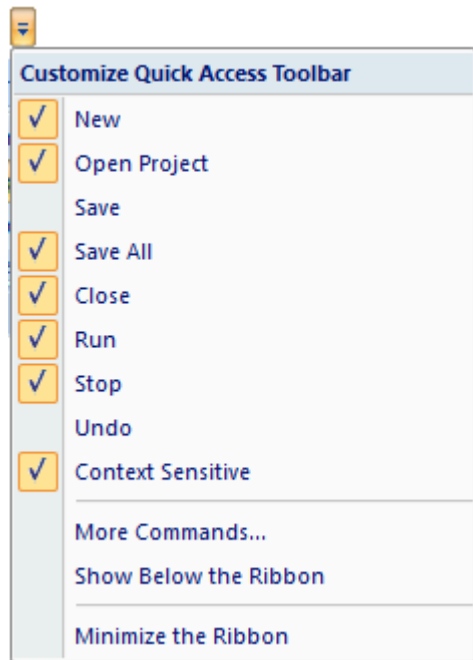 Customize Quick Access Toolbar
New
Open Project
Save
Save All
Close
Run
Stop
Undo
Context Sensitive
More Commands...
Show Below the Ribbon
Minimize the Ribbon